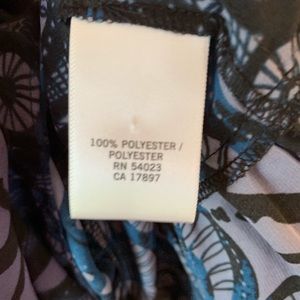 100% POLYESTER /
POLYESTER
RN 54023
CA 17897